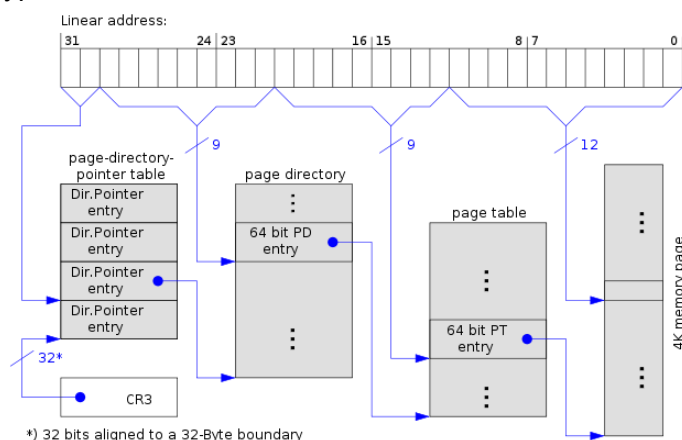 Linear address:
31 24 23 16 15 8 7 0
9 9 12
page-directory-
pointer table
page directory
page table
Dir.Pointer
entry
Dir.Pointer
entry
Dir.Pointer
entry
Dir.Pointer
entry
64 bit PD
entry
64 bit PT
entry
4K memory page
32*
CR3
*) 32 bits aligned to a 32-Byte boundary